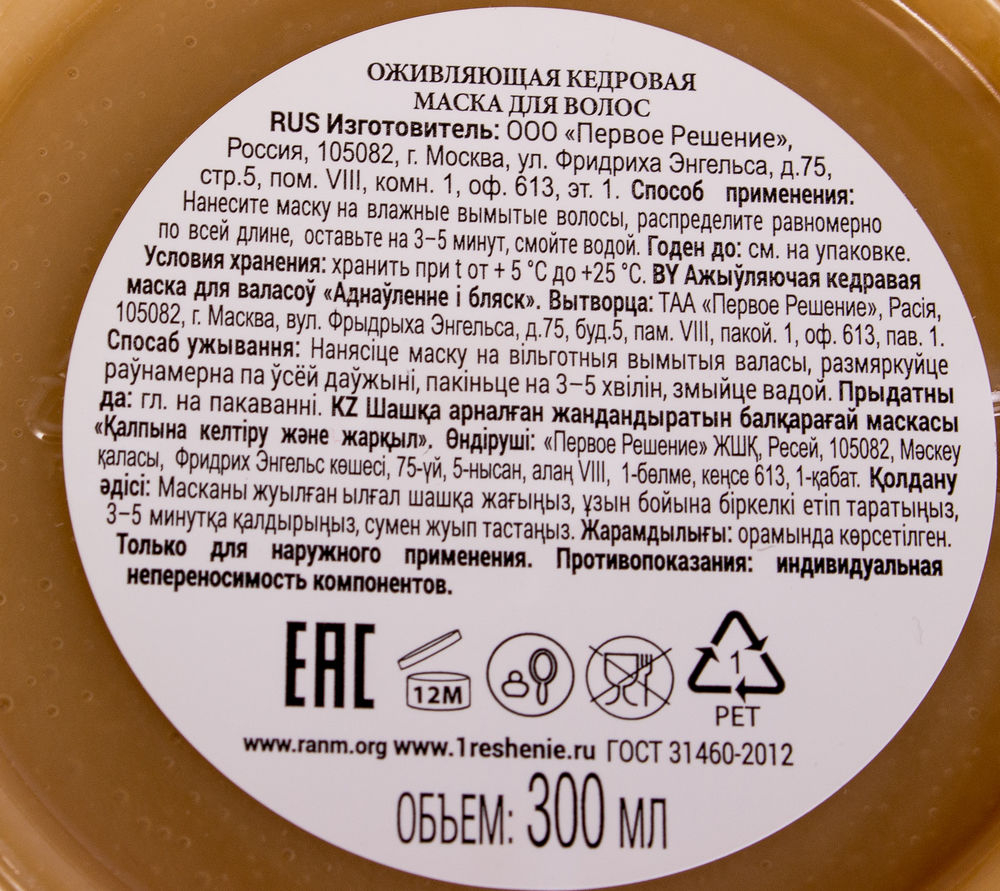 ОЖИВЛЯЮЩАЯ КЕДРОВАЯ
МАСКА ДЛЯ ВОЛОС
RUS Изготовитель: ООО «Первое Решение»,
Россия, 105082, г. Москва, ул. Фридриха Энгельса, д.75,
стр.5, пом. VIII, комн. 1, оф. 613, эт. 1. Способ применения:
Нанесите маску на влажные вымытые волосы, распределите равномерно
по всей длине, оставьте на 3–5 минут, смойте водой. Годен до: см. на упаковке.
Условия хранения: хранить при t от + 5 °С до +25 °С. BY Ажыўляючая кедравая
маска для валасоў «Аднаўленне і бляск». Вытворца: ТАА «Первое Решение», Расія,
105082, г. Масква, вул. Фрыдрыха Энгельса, д.75, буд.5, пам. VIII, пакой. 1, оф. 613, пав. 1.
Спосаб ужывання: Нанясіце маску на вільготныя вымытыя валасы, размяркуйце
раўнамерна па ўсёй даўжыні, пакіньце на 3–5 хвілін, змыйце вадой. Прыдатны
да: гл. на пакаванні. KZ Шашқа арналған жандандыратын балқарағай маскасы
«Қалпына келтіру және жарқыл». Өндіруші: «Первое Решение» ЖШҚ, Ресей, 105082, Мәскеу
қаласы, Фридрих Энгельс көшесі, 75-үй, 5-нысан, алаң VIII, 1-бөлме, кеңсе 613, 1-қабат. Қолдану
әдісі: Масканы жуылған ылғал шашқа жағыңыз, ұзын бойына біркелкі етіп таратыңыз,
3–5 минутқа қалдырыңыз, сумен жуып тастаңыз. Жарамдылығы: орамында көрсетілген.
Только для наружного применения. Противопоказания: индивидуальная
непереносимость компонентов.
EAC 12M 1
PET
www.ranm.org www.1reshenie.ru ГОСТ 31460-2012
ОБЪЕМ: 300 МЛ